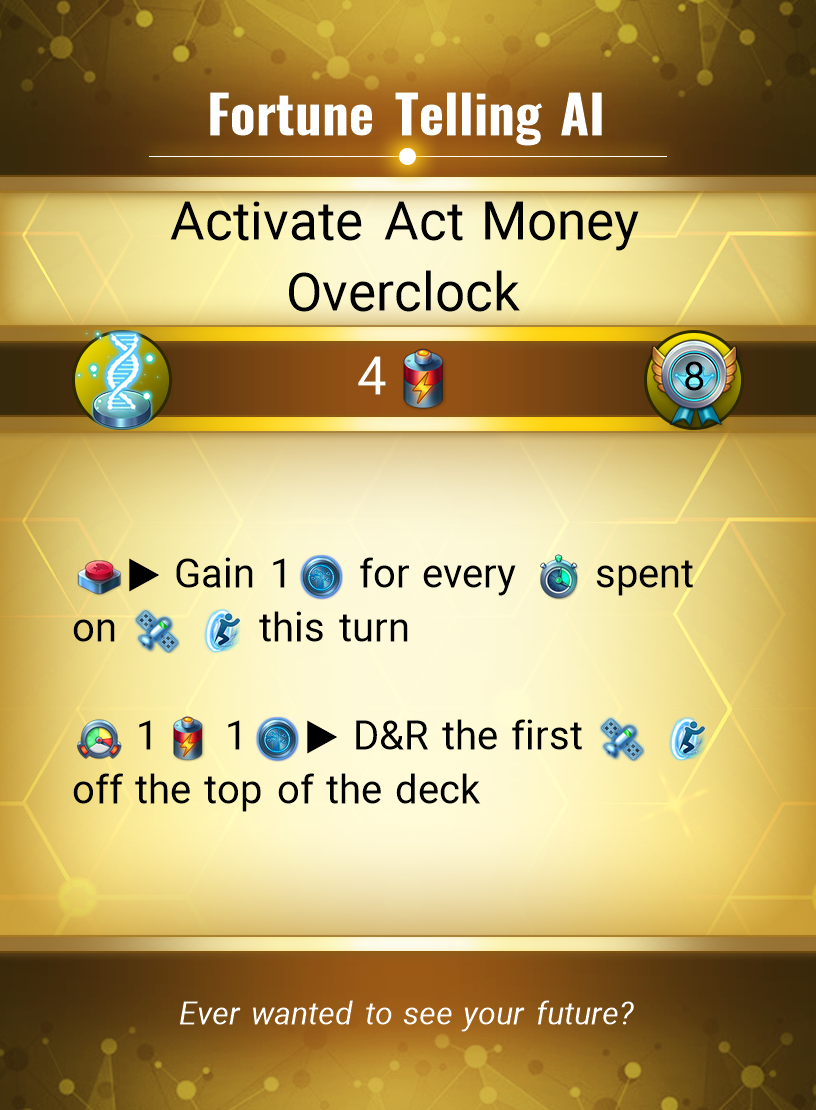 Fortune Telling AI
Activate Act Money
Overclock
4
8
Gain 1 for every spent
on this turn
1 1 D&R the first
off the top of the deck
Ever wanted to see your future?